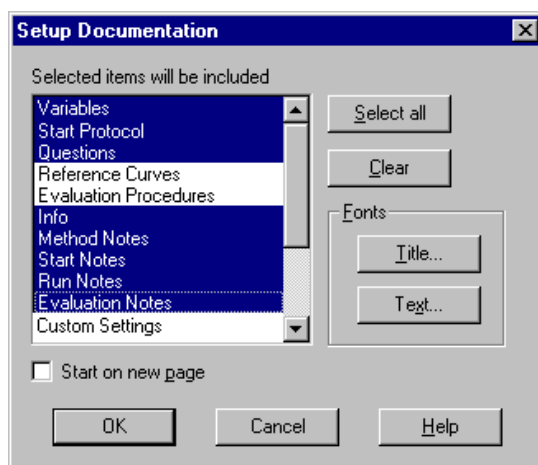 Setup Documentation
Selected items will be included
Variables
Start Protocol
Questions
Reference Curves
Evaluation Procedures
Info
Method Notes
Start Notes
Run Notes
Evaluation Notes
Custom Settings
Select all
Clear
Fonts
Title...
Text...
Start on new page
OK
Cancel
Help